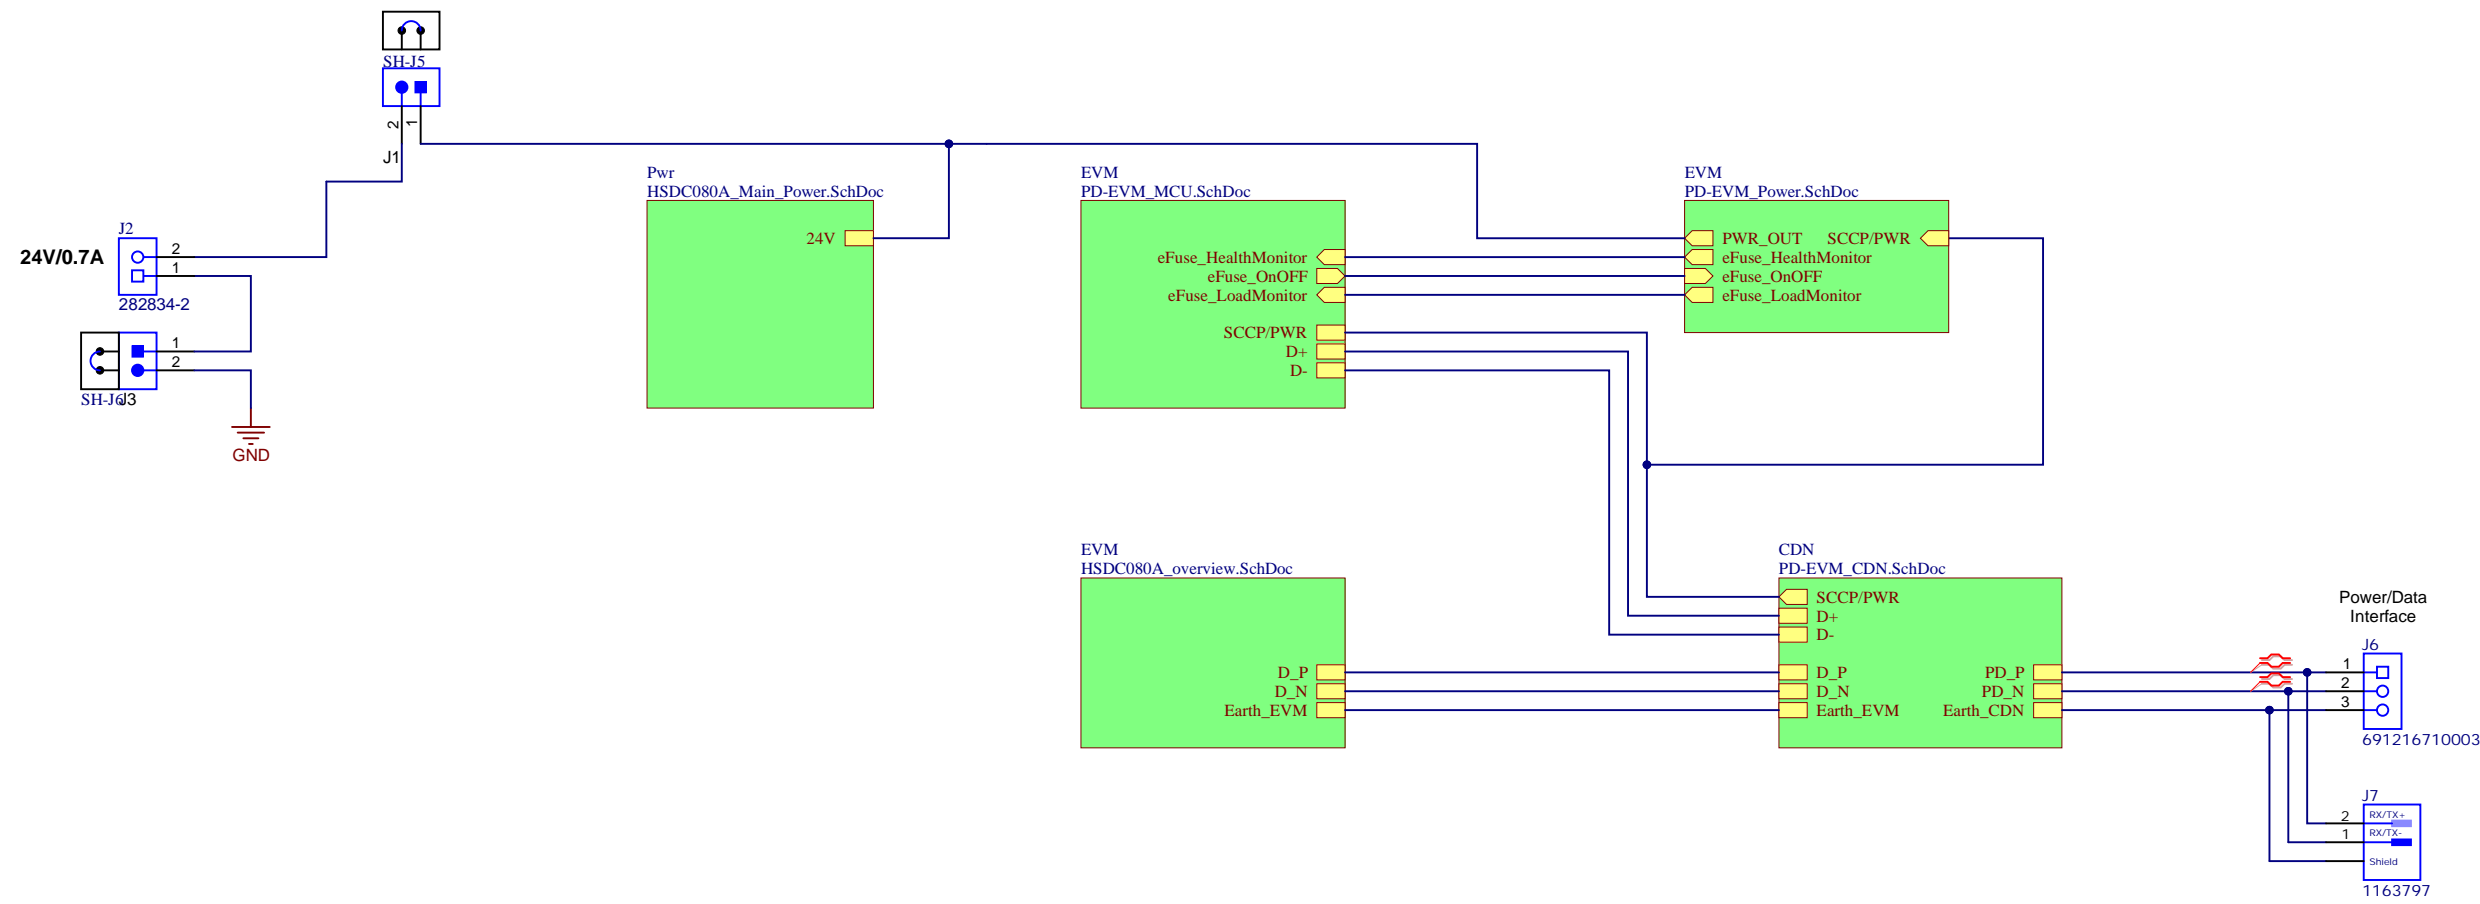 SH-J5
2
1
J1
J2
24V/0.7A
2
1
282834-2
1
2
SH-J6
J3
GND
Pwr
HSDC080A_Main_Power.SchDoc
24V
EVM
PD-EVM_MCU.SchDoc
eFuse_HealthMonitor
eFuse_OnOFF
eFuse_LoadMonitor
SCCP/PWR
D+
D-
EVM
PD-EVM_Power.SchDoc
PWR_OUT SCCP/PWR
eFuse_HealthMonitor
eFuse_OnOFF
eFuse_LoadMonitor
EVM
HSDC080A_overview.SchDoc
D_P
D_N
Earth_EVM
CDN
PD-EVM_CDN.SchDoc
SCCP/PWR
D+
D-
D_P PD_P
D_N PD_N
Earth_EVM Earth_CDN
Power/Data
Interface
J6
1
2
3
691216710003
J7
2 RX/TX+
1 RX/TX-
Shield
1163797